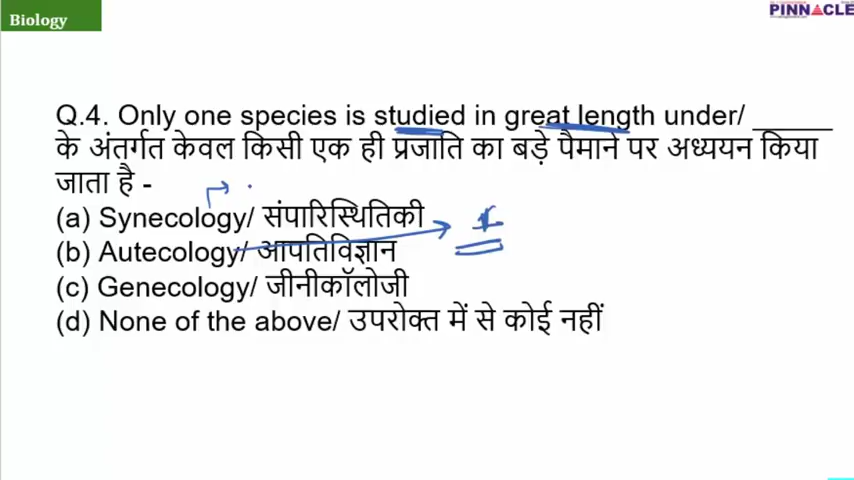 Biology
PINNACLE
Q.4. Only one species is studied in great length under/ _____
के अंतर्गत केवल किसी एक ही प्रजाति का बड़े पैमाने पर अध्ययन किया
जाता है -
(a) Synecology/ संपारिस्थितिकी
(b) Autecology/ आपतिविज्ञान
(c) Genecology/ जीनीकॉलोजी
(d) None of the above/ उपरोक्त में से कोई नहीं